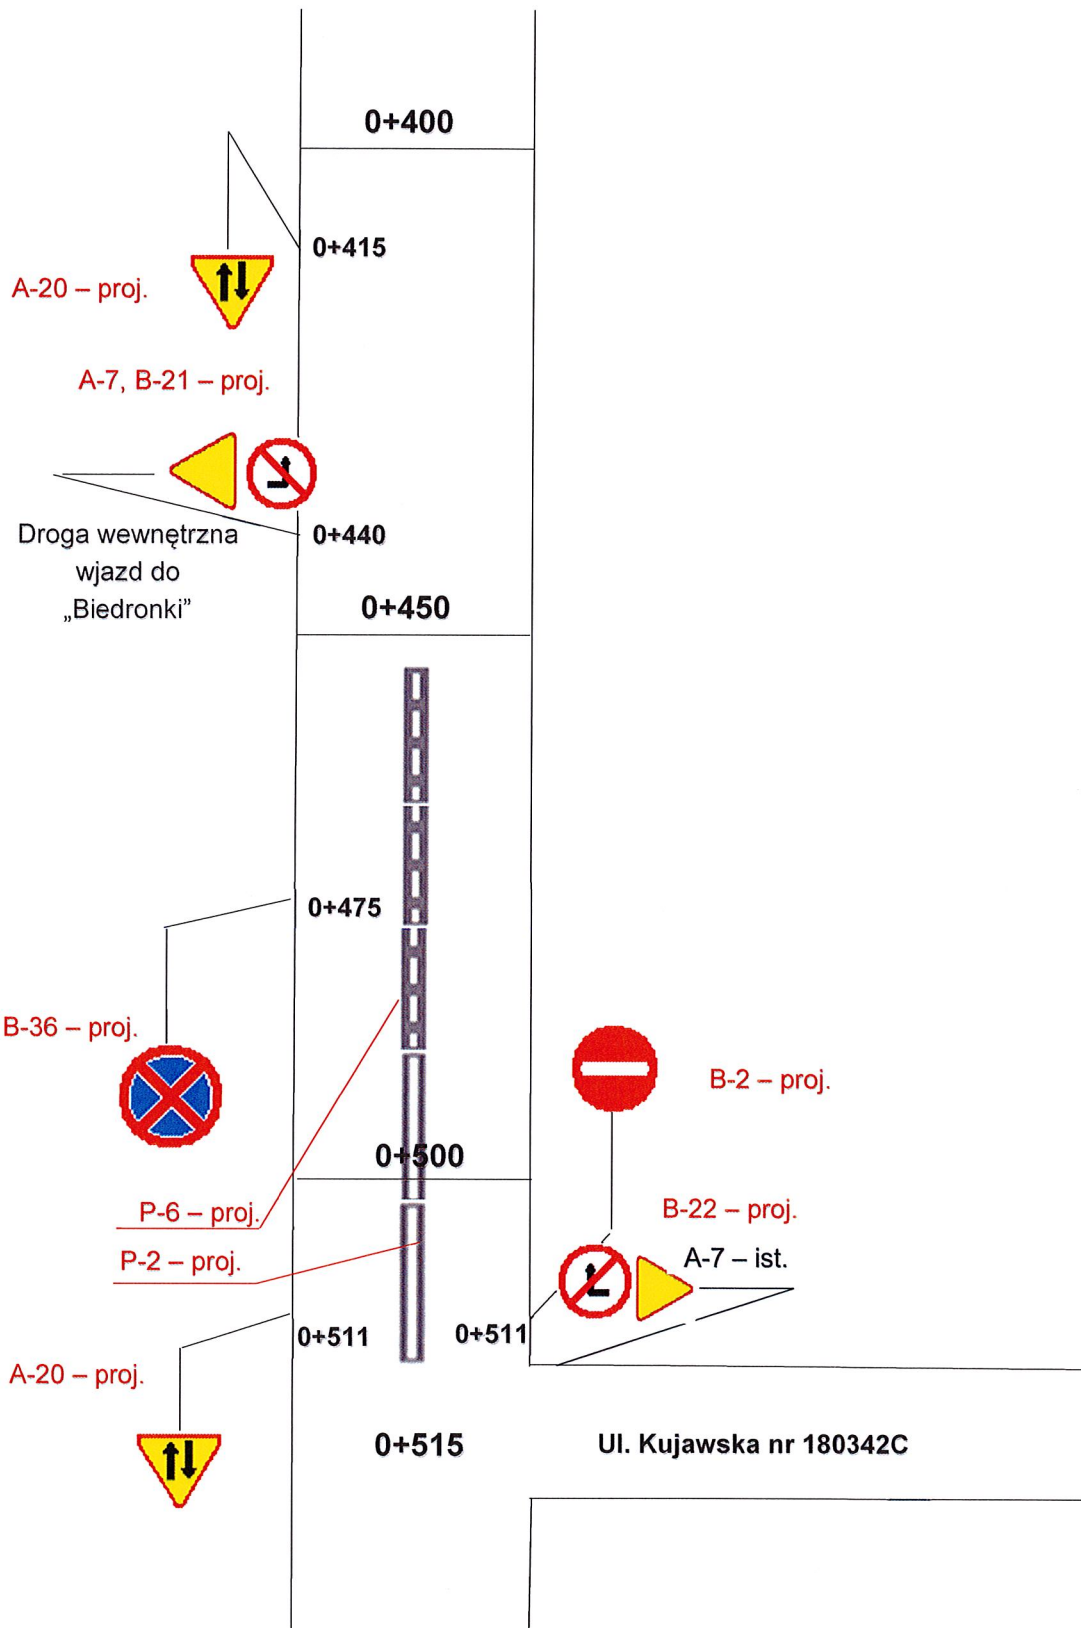 0+400
0+415
A-20 – proj.
A-7, B-21 – proj.
0+440
Droga wewnętrzna
wjazd do
„Biedronki”
0+450
0+475
B-36 – proj.
B-2 – proj.
0+500
P-6 – proj.
B-22 – proj.
P-2 – proj.
A-7 – ist.
0+511
0+511
A-20 – proj.
0+515
Ul. Kujawska nr 180342C